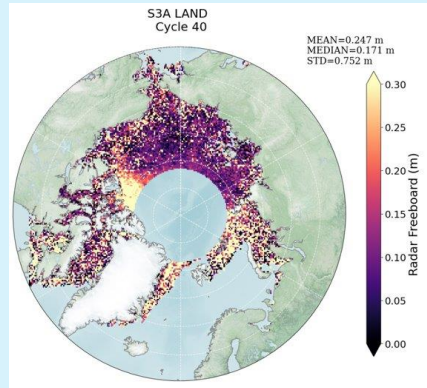 S3A LAND
Cycle 40
MEAN=0.247 m
MEDIAN=0.171 m
STD=0.752 m
0.30
0.25
0.20
0.15
0.10
0.05
0.00
Radar Freeboard (m)